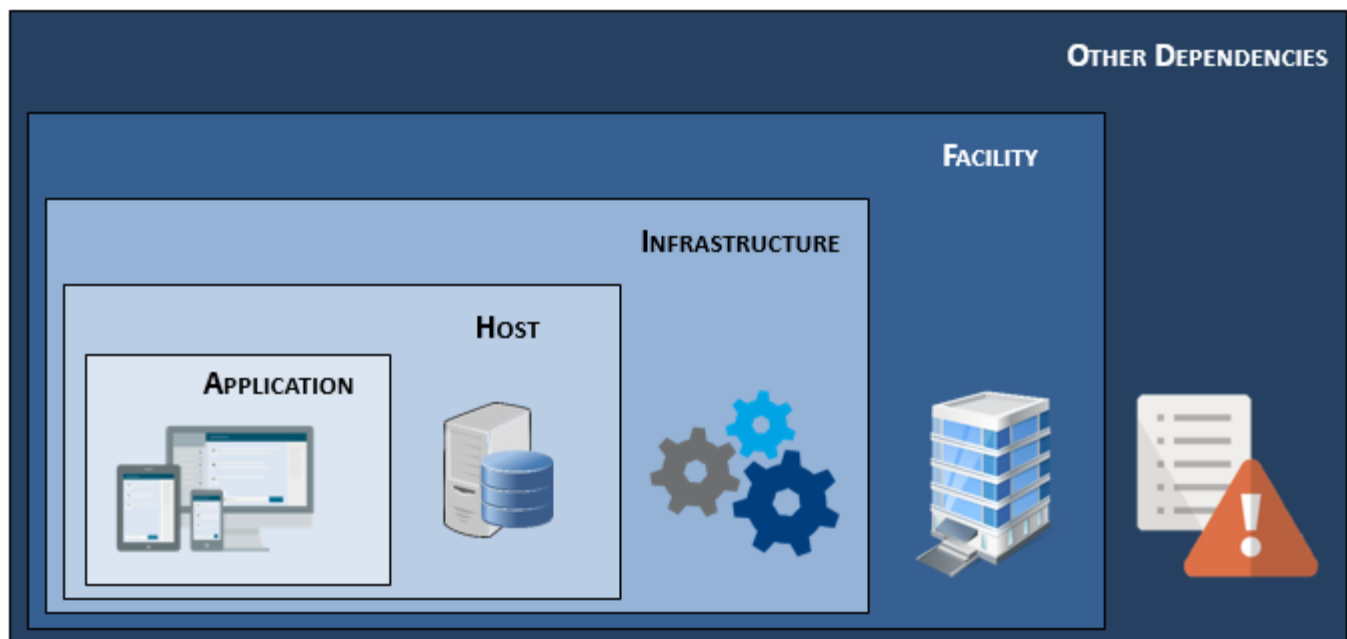 Other Dependencies
Facility
Infrastructure
Host
Application